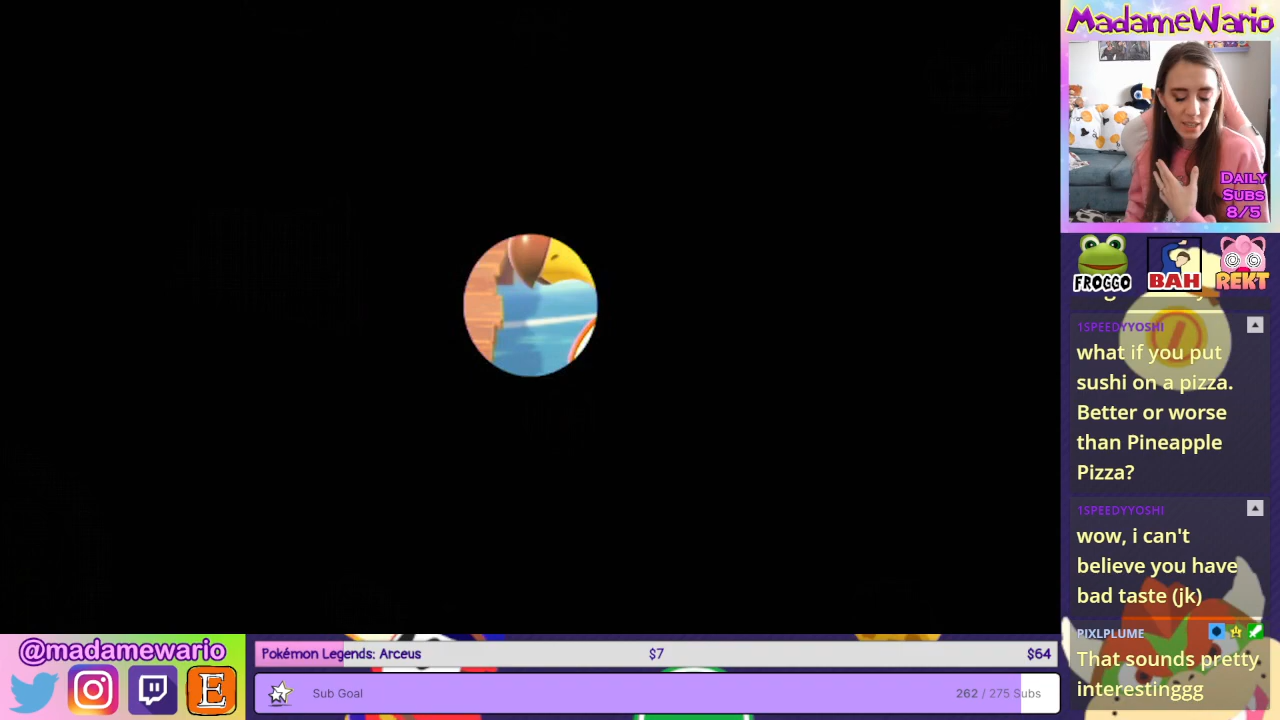 MadameWario
Daily
Subs
8/5
FROGGO
BAH
REKT
1SPEEDYYOSHI
what if you put
sushi on a pizza.
Better or worse
than Pineapple
Pizza?
1SPEEDYYOSHI
wow, i can't
believe you have
bad taste (jk)
PIXLPLUME
That sounds pretty
interestinggg
@madamewario
E
Pokémon Legends: Arceus $7 $64
Sub Goal 262 / 275 Subs